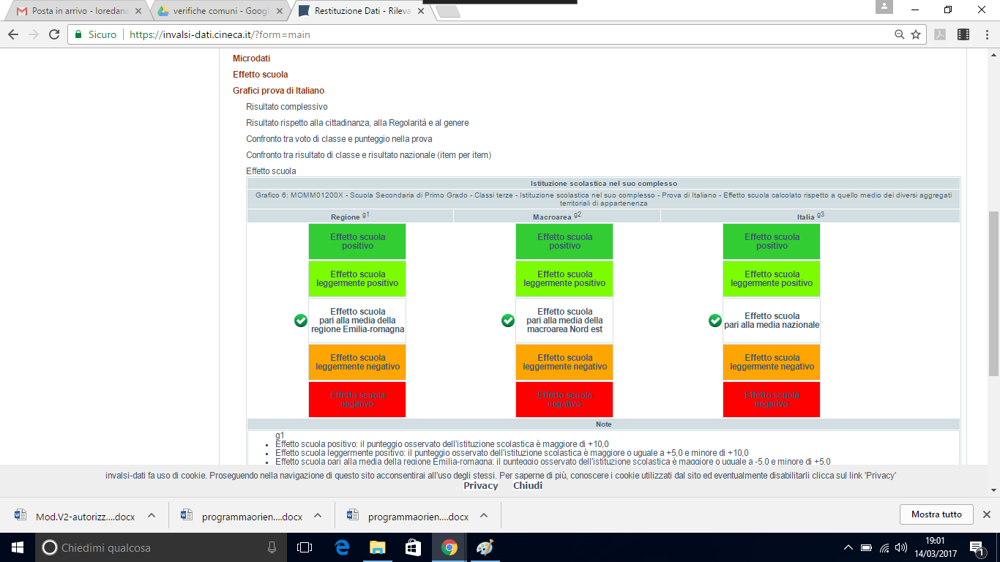 Posta in arrivo - loredana
verifiche comuni - Googl
Restituzione Dati - Rileva
Sicuro
https://invalsi-dati.cineca.it/?form=main
Microdati
Effetto scuola
Grafici prova di Italiano
Risultato complessivo
Risultato rispetto alla cittadinanza, alla Regolarità e al genere
Confronto tra voto di classe e punteggio nella prova
Confronto tra risultato di classe e risultato nazionale (item per item)
Effetto scuola
Istituzione scolastica nel suo complesso
Grafico 6: MOMM01200X - Scuola Secondaria di Primo Grado - Classi terze - Istituzione scolastica nel suo complesso - Prova di Italiano - Effetto scuola calcolato rispetto a quello medio dei diversi aggregati
territoriali di appartenenza
Regione g1
Macroarea g2
Italia g3
Effetto scuola
positivo
Effetto scuola
positivo
Effetto scuola
positivo
Effetto scuola
leggermente positivo
Effetto scuola
leggermente positivo
Effetto scuola
leggermente positivo
Effetto scuola
pari alla media della
regione Emilia-romagna
Effetto scuola
pari alla media della
macroarea Nord est
Effetto scuola
pari alla media nazionale
Effetto scuola
leggermente negativo
Effetto scuola
leggermente negativo
Effetto scuola
leggermente negativo
Effetto scuola
negativo
Effetto scuola
negativo
Effetto scuola
negativo
Note
g1
Effetto scuola positivo: il punteggio osservato dell'istituzione scolastica è maggiore di +10,0
Effetto scuola leggermente positivo: il punteggio osservato dell'istituzione scolastica è maggiore o uguale a +5,0 e minore di +10,0
Effetto scuola pari alla media della regione Emilia-romagna: il punteggio osservato dell'istituzione scolastica è maggiore o uguale a -5,0 e minore di +5,0
invalsi-dati fa uso di cookie. Proseguendo nella navigazione di questo sito acconsentirai all'uso degli stessi. Per saperne di più, conoscere i cookie utilizzati dal sito ed eventualmente disabilitarli clicca sul link 'Privacy'
Privacy Chiudi
Mod.V2-autorizz....docx
programmaorien....docx
programmaorien....docx
Mostra tutto
Chiedimi qualcosa
19:01
14/03/2017
1